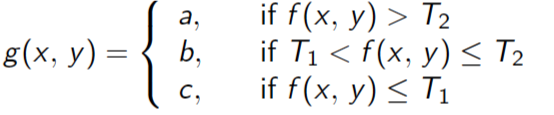 a, if f(x, y) > T₂
g(x, y) = { b, if T₁ < f(x, y) ≤ T₂
c, if f(x, y) ≤ T₁